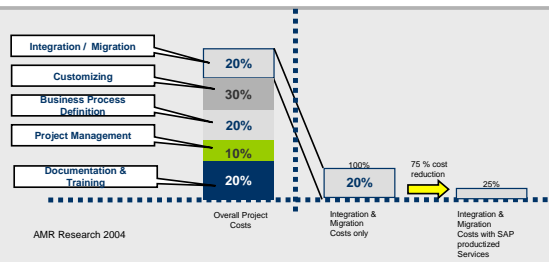 Integration / Migration
20%
Customizing
30%
Business Process
Definition
20%
Project Management
10%
Documentation &
Training
20%
100%
20%
75 % cost
reduction
25%
Overall Project
Costs
Integration &
Migration
Costs only
Integration &
Migration
Costs with SAP
productized
Services
AMR Research 2004